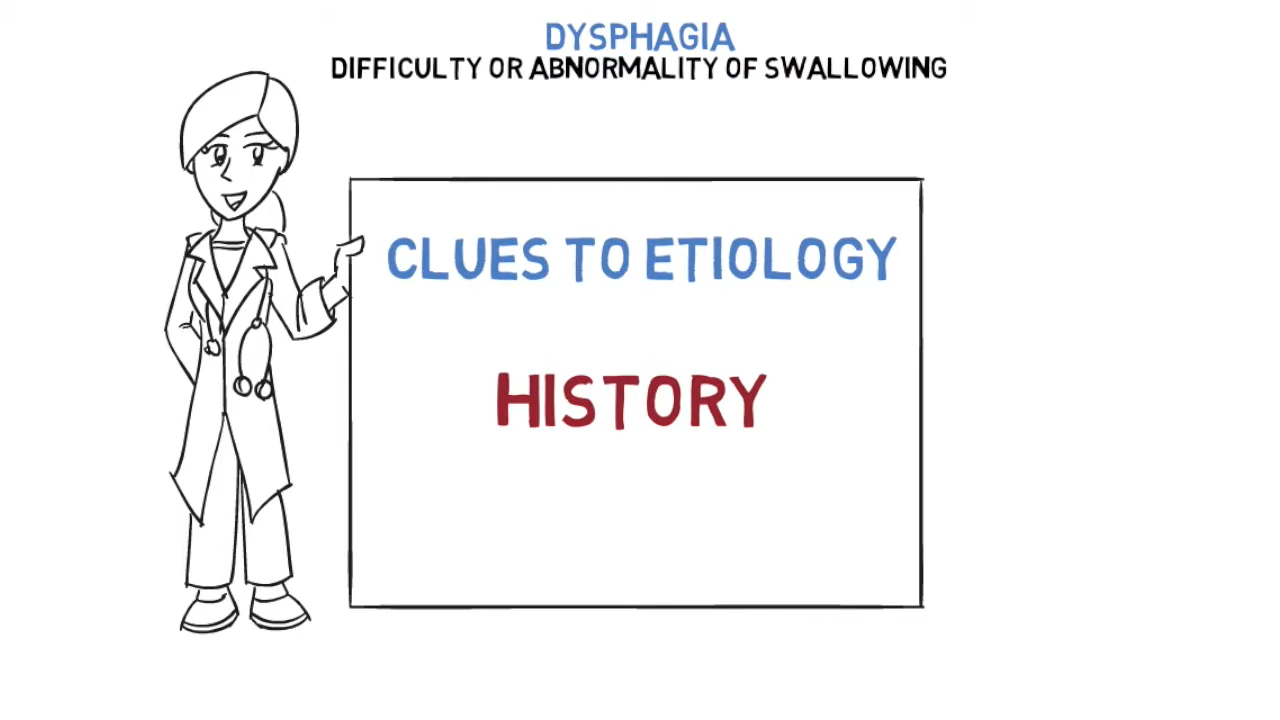 DYSPHAGIA
DIFFICULTY OR ABNORMALITY OF SWALLOWING
CLUES TO ETIOLOGY
HISTORY